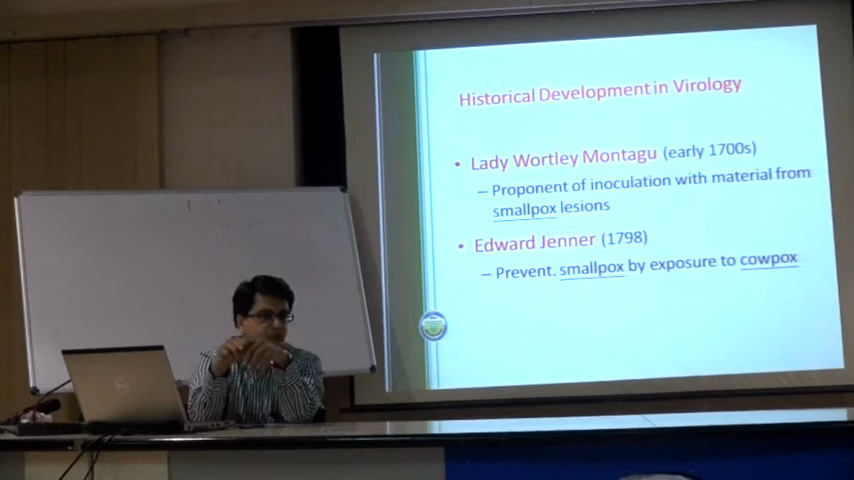 Historical Development in Virology
• Lady Wortley Montagu (early 1700s)
– Proponent of inoculation with material from
smallpox lesions
• Edward Jenner (1798)
– Prevent. smallpox by exposure to cowpox